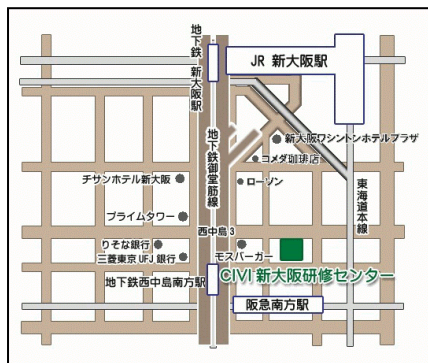 地下鉄 新大阪駅
JR 新大阪駅
新大阪ワシントンホテルプラザ
コメダ珈琲店
地下鉄御堂筋線
チサンホテル新大阪
ローソン
東海道本線
プライムタワー
西中島3
りそな銀行
モスバーガー
三菱東京UFJ銀行
CIVI 新大阪研修センター
地下鉄西中島南方駅
阪急南方駅